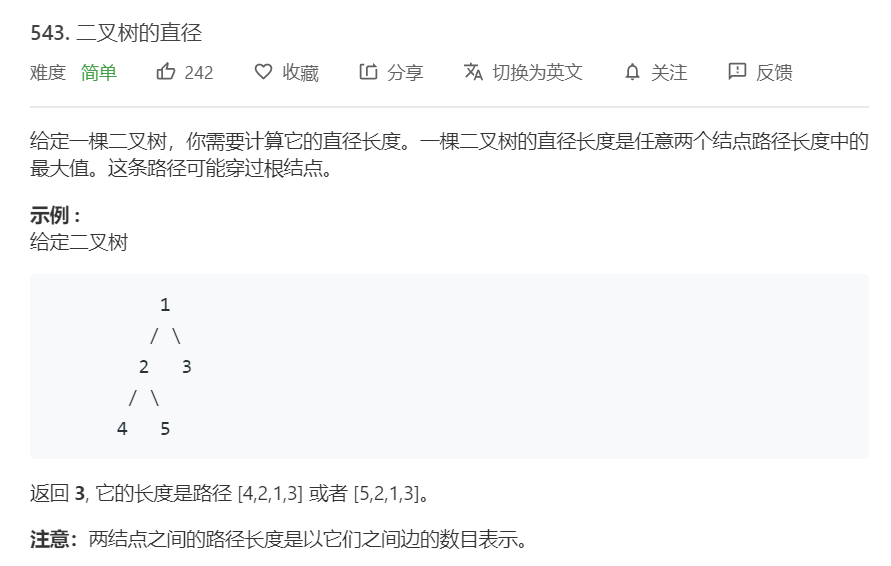 543. 二叉树的直径
难度 简单 242 收藏 分享 切换为英文 关注 反馈
给定一棵二叉树，你需要计算它的直径长度。一棵二叉树的直径长度是任意两个结点路径长度中的
最大值。这条路径可能穿过根结点。
示例 :
给定二叉树
1
/ \
2 3
/ \
4 5
返回 3, 它的长度是路径 [4,2,1,3] 或者 [5,2,1,3]。
注意：两结点之间的路径长度是以它们之间边的数目表示。